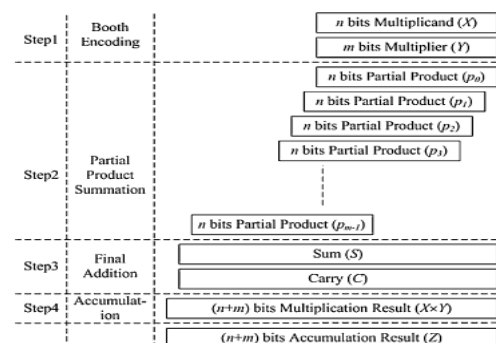 Step1
Booth
Encoding
n bits Multiplicand (X)
m bits Multiplier (Y)
Step2
Partial
Product
Summation
n bits Partial Product (p0)
n bits Partial Product (p1)
n bits Partial Product (p2)
n bits Partial Product (p3)
n bits Partial Product (pm-1)
Step3
Final
Addition
Sum (S)
Carry (C)
Step4
Accumulat-
ion
(n+m) bits Multiplication Result (X×Y)
(n+m) bits Accumulation Result (Z)